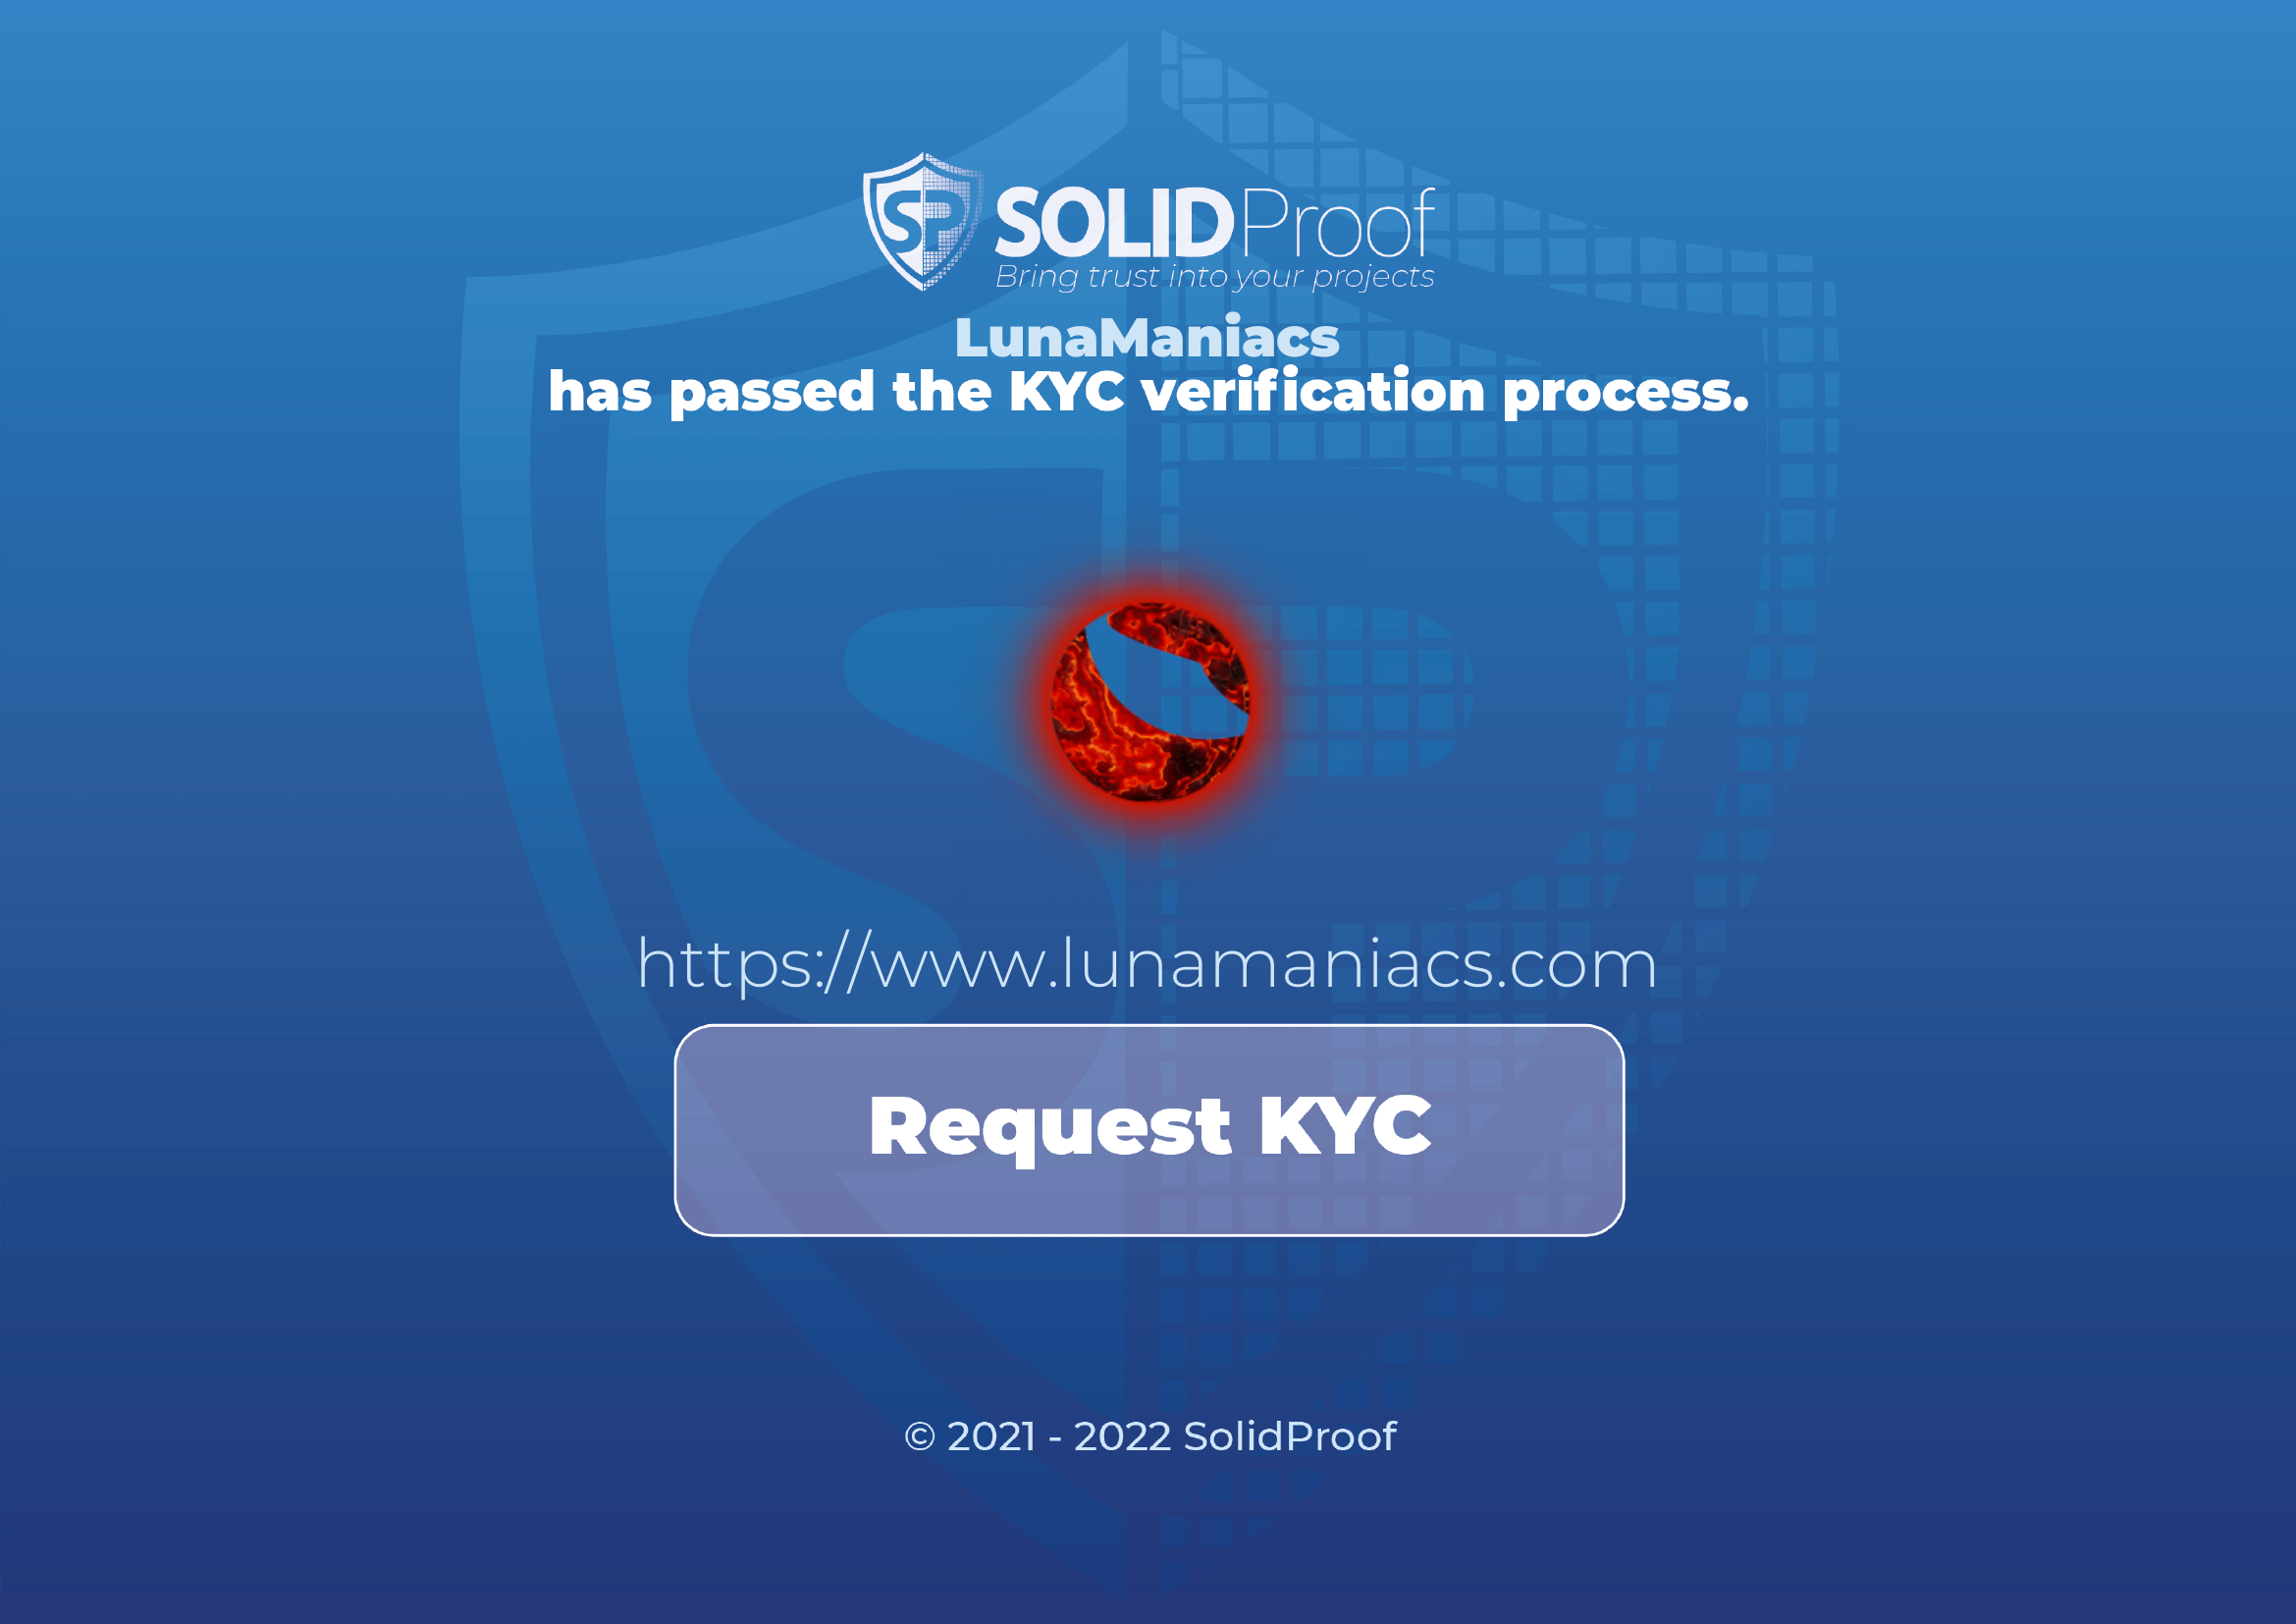 SP SOLIDProof
Bring trust into your projects
LunaManiacs
has passed the KYC verification process.
https://www.lunamaniacs.com
Request KYC
© 2021 - 2022 SolidProof